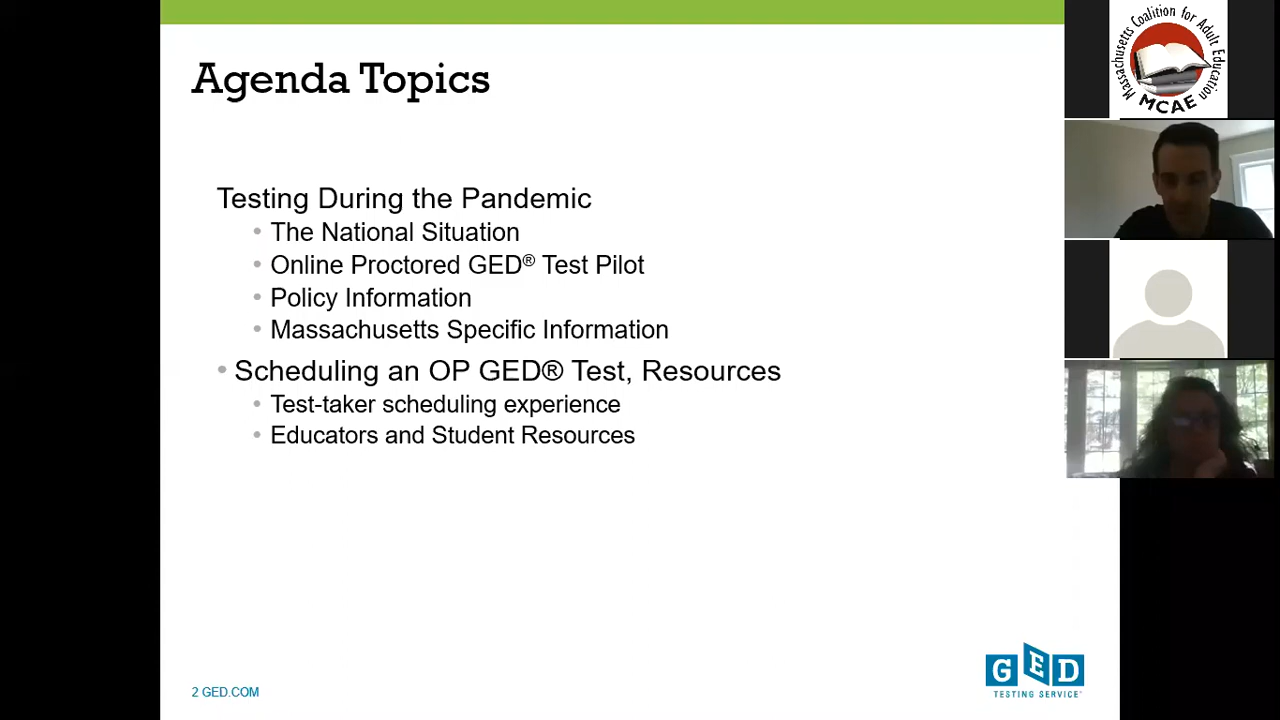 Agenda Topics
Testing During the Pandemic
• The National Situation
• Online Proctored GED® Test Pilot
• Policy Information
• Massachusetts Specific Information
• Scheduling an OP GED® Test, Resources
• Test-taker scheduling experience
• Educators and Student Resources
2 GED.COM
GED
TESTING SERVICE®
Massachusetts Coalition for Adult Education
MCAE